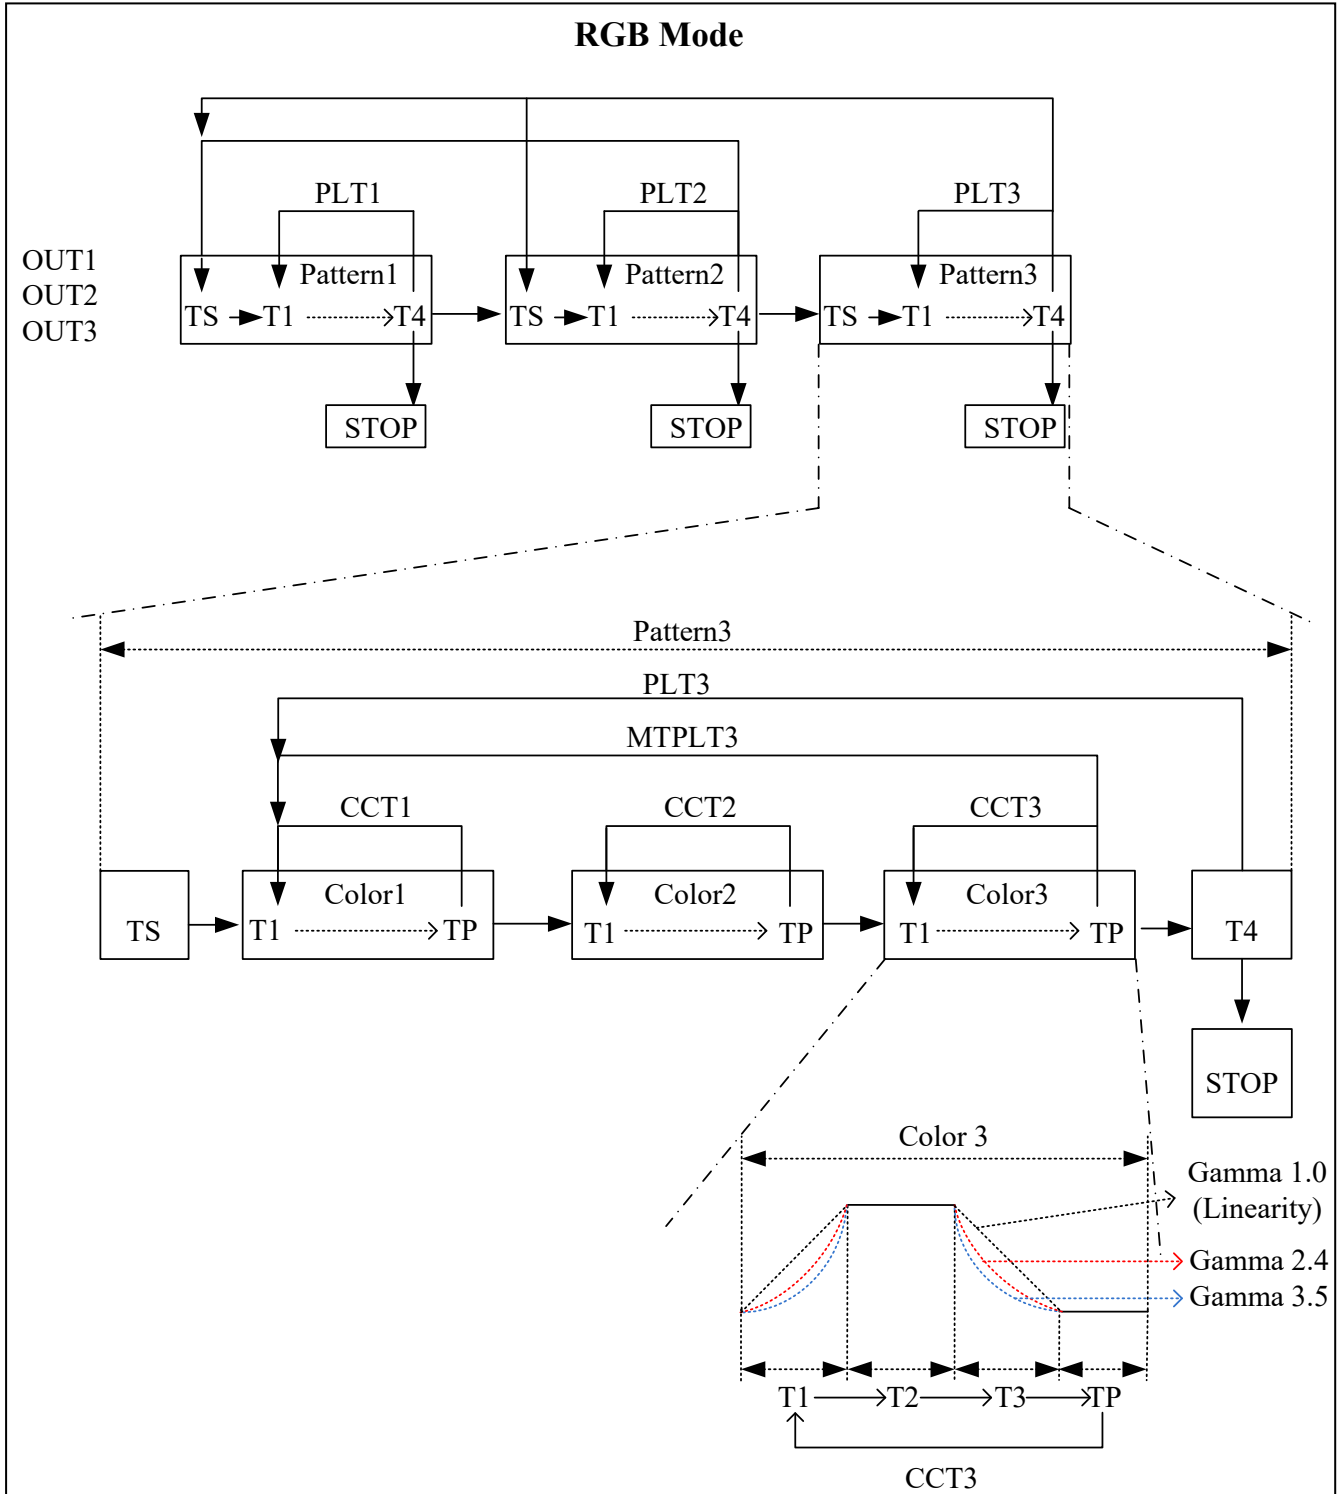 RGB Mode
PLT1
PLT2
PLT3
OUT1
OUT2
OUT3
Pattern1
TS
T1
T4
Pattern2
TS
T1
T4
Pattern3
TS
T1
T4
STOP
STOP
STOP
Pattern3
PLT3
MTPLT3
CCT1
CCT2
CCT3
TS
Color1
T1
TP
Color2
T1
TP
Color3
T1
TP
T4
STOP
Color 3
Gamma 1.0
(Linearity)
Gamma 2.4
Gamma 3.5
T1
T2
T3
TP
CCT3